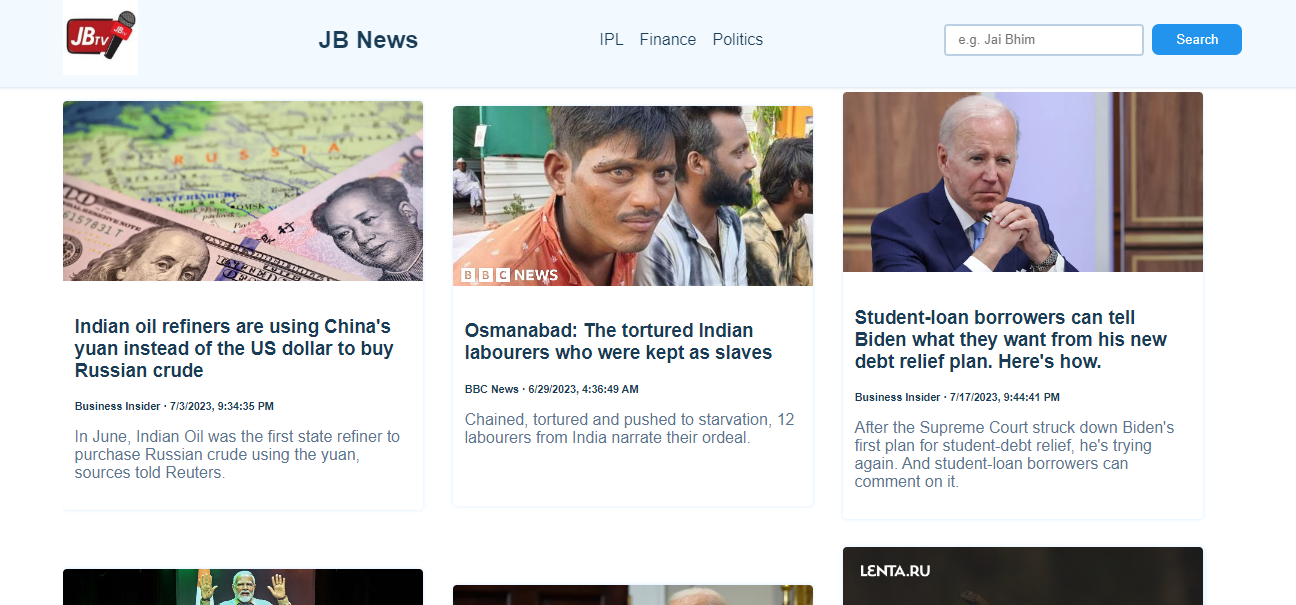 JBTV
JBTV
JB News
IPL Finance Politics
e.g. Jai Bhim
Search
RUSSIA
EKATERINBURG
OMSK
BBC NEWS
Indian oil refiners are using China's
yuan instead of the US dollar to buy
Russian crude
Business Insider · 7/3/2023, 9:34:35 PM
In June, Indian Oil was the first state refiner to
purchase Russian crude using the yuan,
sources told Reuters.
Osmanabad: The tortured Indian
labourers who were kept as slaves
BBC News · 6/29/2023, 4:36:49 AM
Chained, tortured and pushed to starvation, 12
labourers from India narrate their ordeal.
Student-loan borrowers can tell
Biden what they want from his new
debt relief plan. Here's how.
Business Insider · 7/17/2023, 9:44:41 PM
After the Supreme Court struck down Biden's
first plan for student-debt relief, he's trying
again. And student-loan borrowers can
comment on it.
LENTA.RU